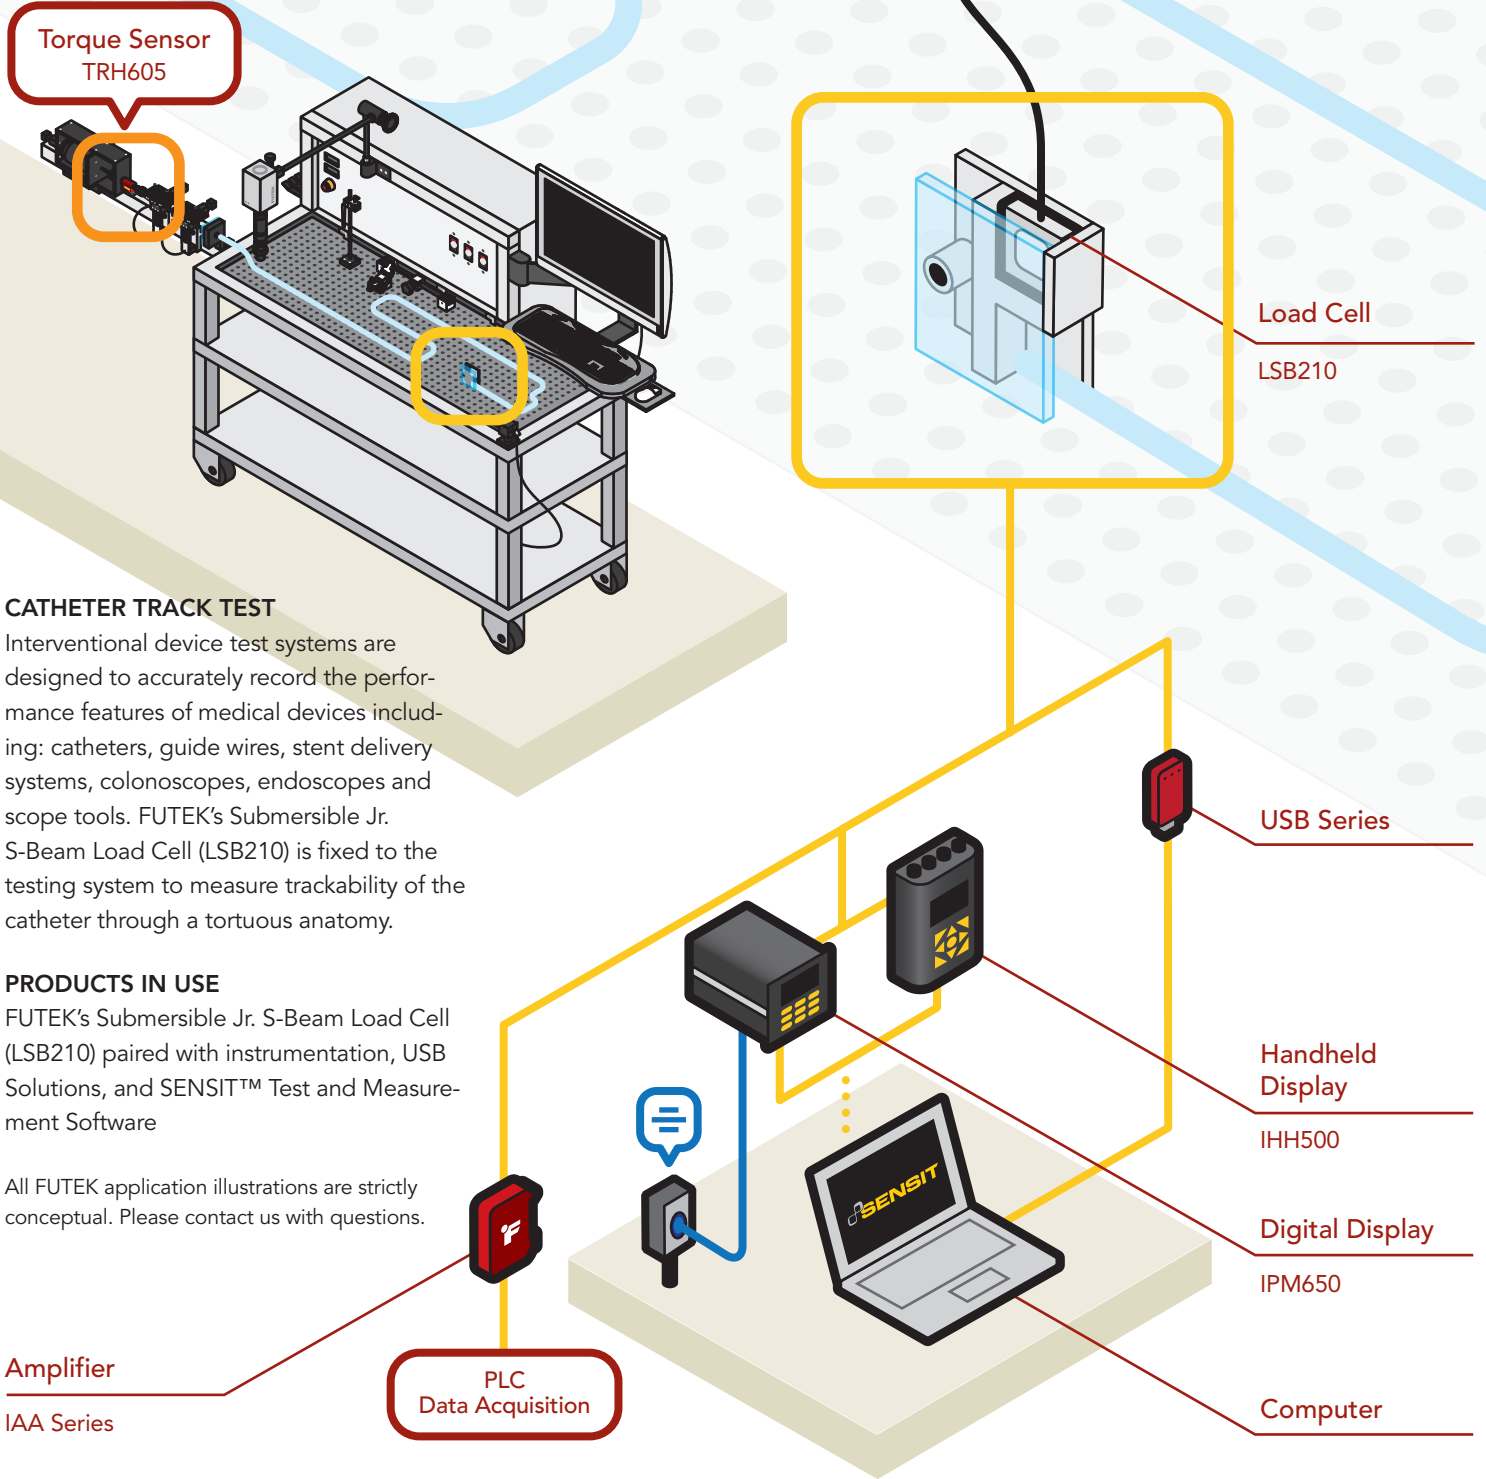 Torque Sensor
TRH605
Load Cell
LSB210
CATHETER TRACK TEST
Interventional device test systems are
designed to accurately record the perfor-
mance features of medical devices includ-
ing: catheters, guide wires, stent delivery
systems, colonoscopes, endoscopes and
scope tools. FUTEK’s Submersible Jr.
S-Beam Load Cell (LSB210) is fixed to the
testing system to measure trackability of the
catheter through a tortuous anatomy.
PRODUCTS IN USE
FUTEK’s Submersible Jr. S-Beam Load Cell
(LSB210) paired with instrumentation, USB
Solutions, and SENSIT™ Test and Measure-
ment Software
All FUTEK application illustrations are strictly
conceptual. Please contact us with questions.
USB Series
Handheld
Display
IHH500
Digital Display
IPM650
SENSIT
Computer
Amplifier
IAA Series
PLC
Data Acquisition